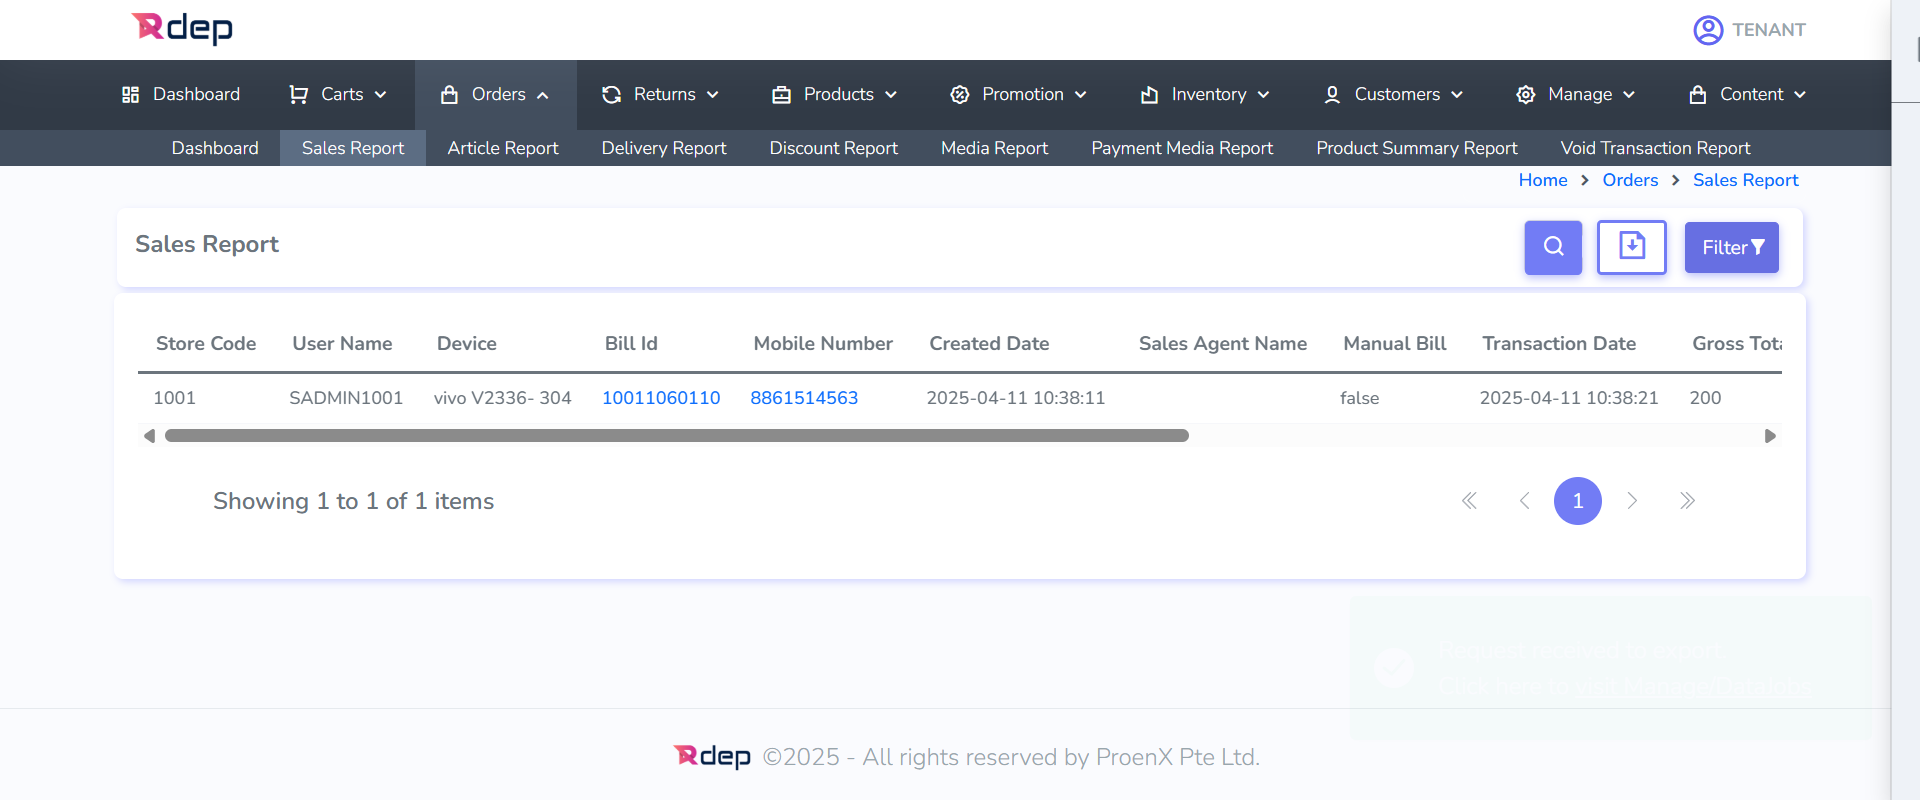 Rdep
TENANT
Dashboard Carts Orders Returns Products Promotion Inventory Customers Manage Content
Dashboard Sales Report Article Report Delivery Report Discount Report Media Report Payment Media Report Product Summary Report Void Transaction Report
Home > Orders > Sales Report
Sales Report
Filter
Store Code User Name Device Bill Id Mobile Number Created Date Sales Agent Name Manual Bill Transaction Date Gross Tota
1001 SADMIN1001 vivo V2336- 304 10011060110 8861514563 2025-04-11 10:38:11 false 2025-04-11 10:38:21 200
Showing 1 to 1 of 1 items
1
Request received to export.
Click here to visit Manage/DataJobs
Rdep ©2025 - All rights reserved by ProenX Pte Ltd.